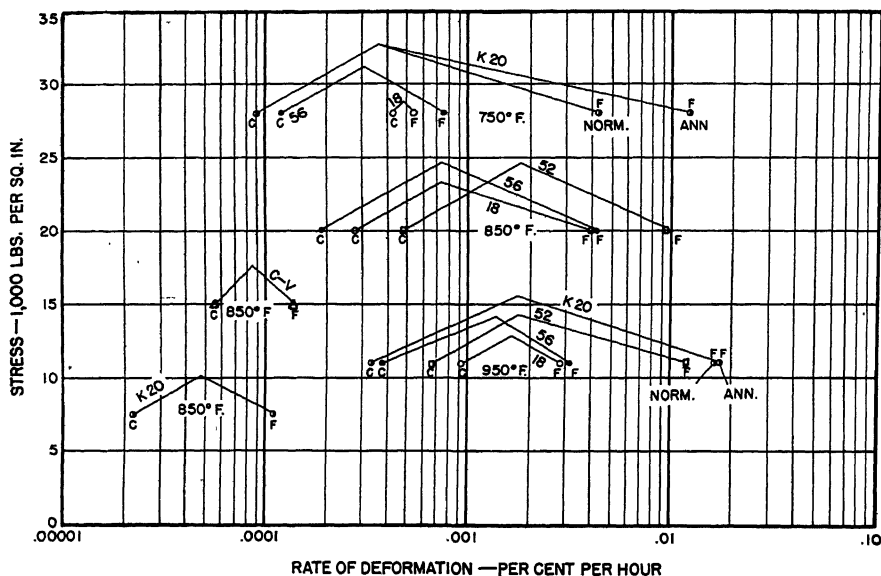 35
30
25
20
15
10
5
0
STRESS—1,000 LBS. PER SQ. IN.
K 20
C
C
56
18
C
F
F
750° F.
F
NORM.
F
ANN
52
56
18
C
C
C
850° F.
F F
F
C-V
C
850° F.
F
K 20
52
56
18
C
C
C
C
950° F.
F F
F
F F
NORM.
ANN.
K 20
C
850° F.
F
.00001
.0001
.001
.01
.10
RATE OF DEFORMATION —PER CENT PER HOUR